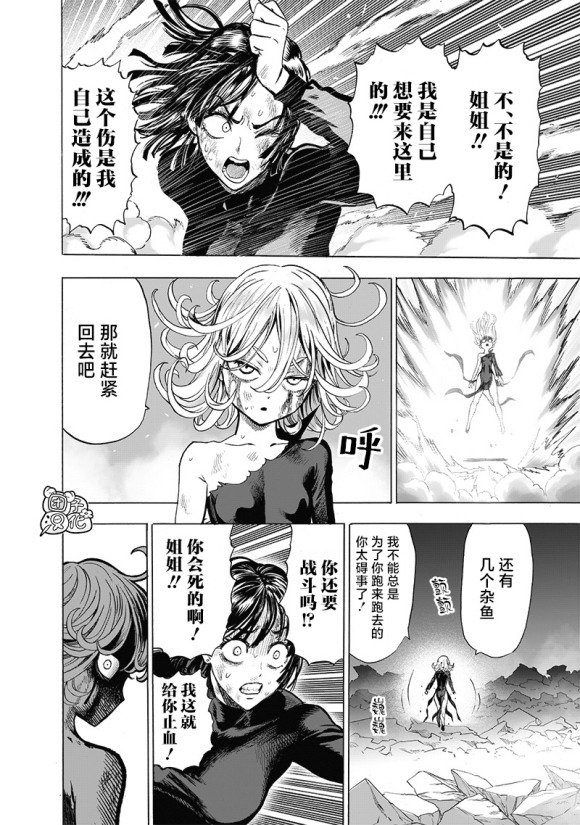 不、不是的！
姐姐!!
我是自己
想要来这里
的!!!
这个伤是我
自己造成的!!!
那就赶紧
回去吧
呼
还有
几个杂鱼
我不能总是
为了你跑来跑去的
你太碍事了！
颤颤
你还要
战斗吗!?
你会死的啊！
姐姐!!
我这就
给你止血！